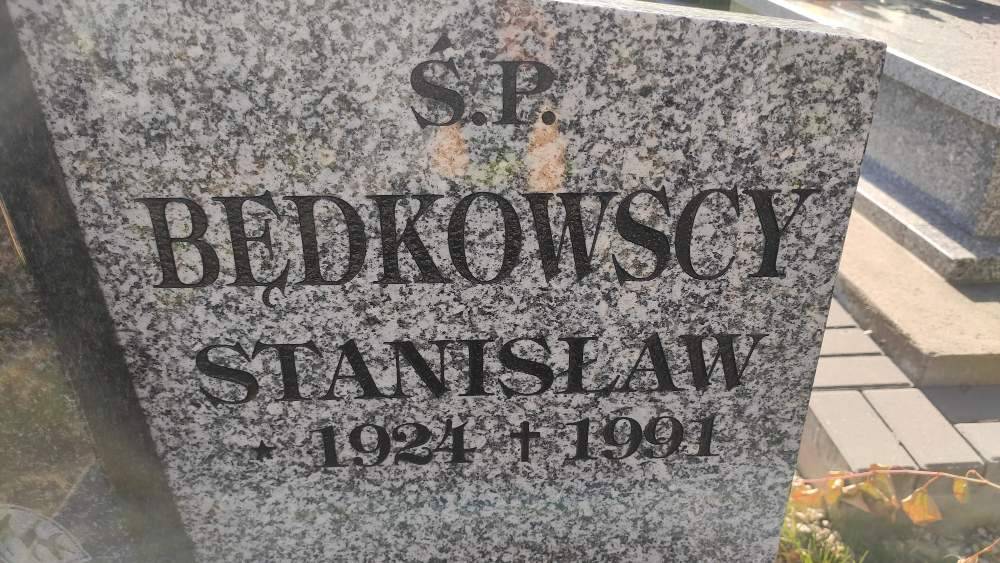 Ś.P.
BĘDKOWSCY
STANISŁAW
★ 1924 ✝ 1991